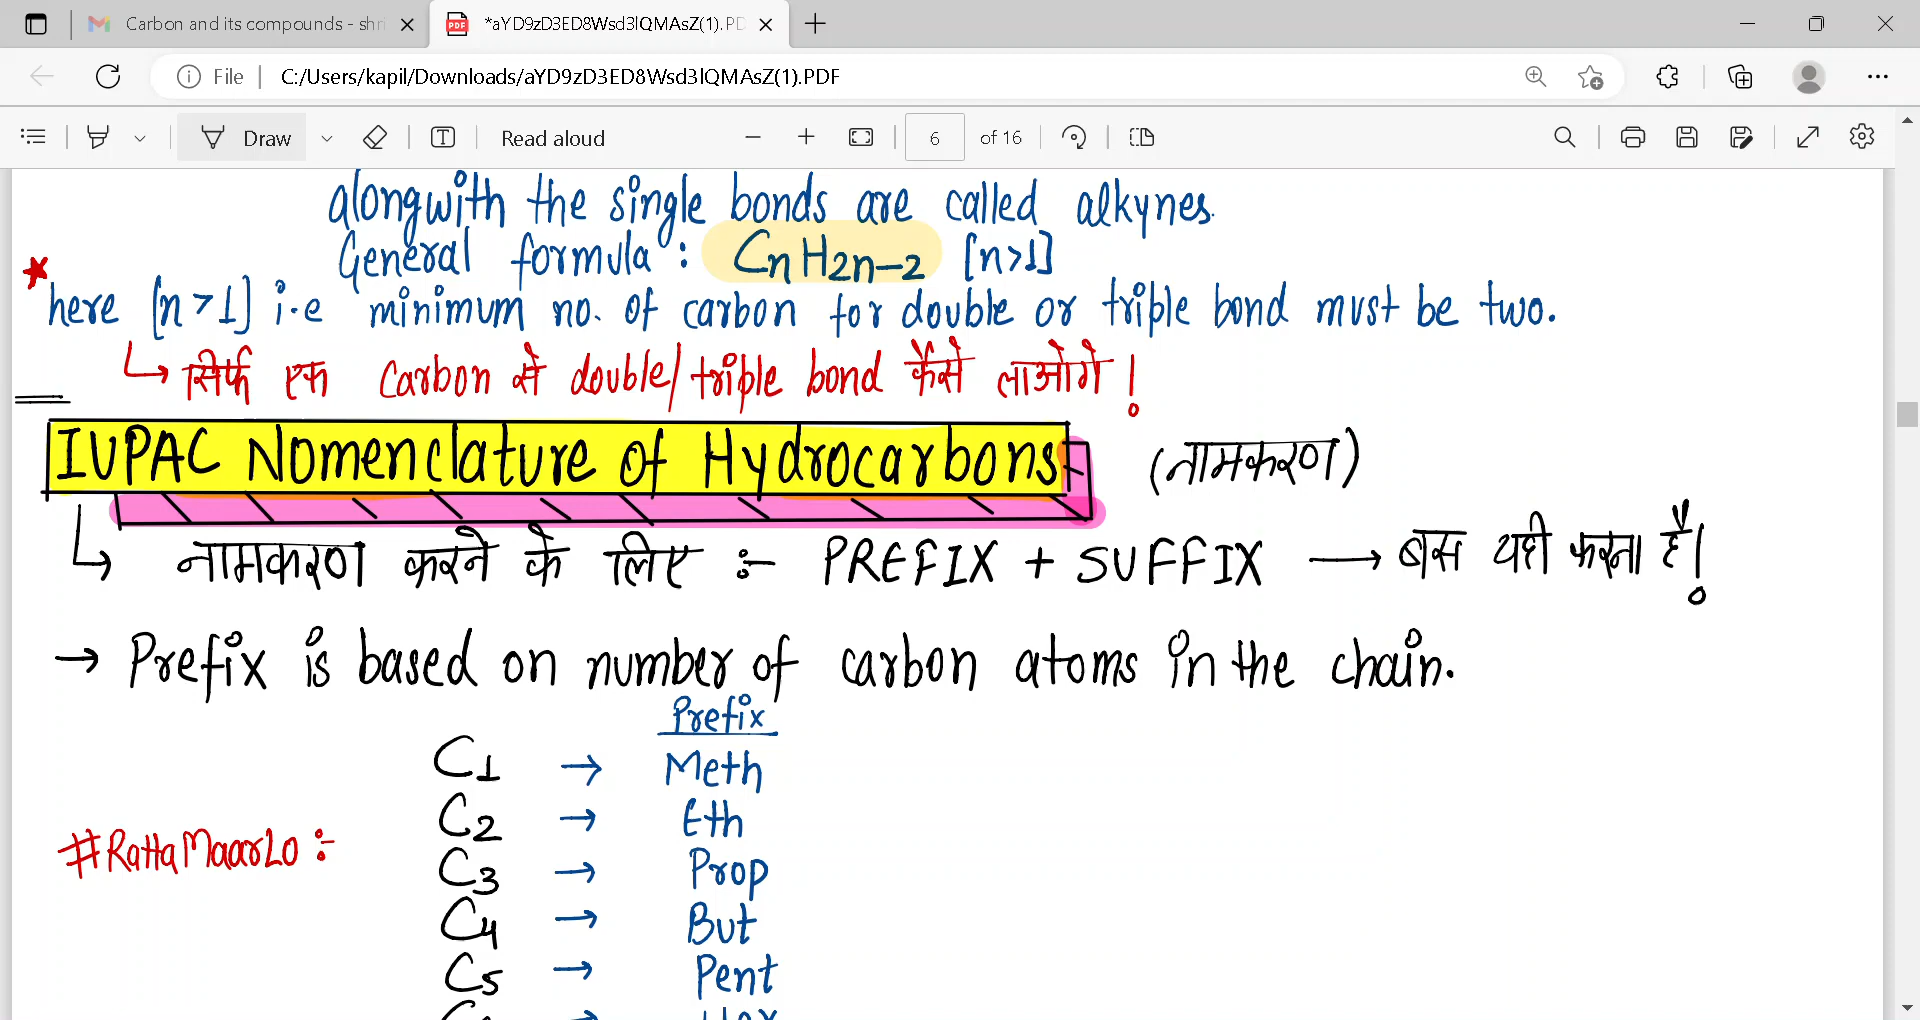 Carbon and its compounds - shri
*aYD9zD3ED8Wsd3lQMAsZ(1).PD
File
C:/Users/kapil/Downloads/aYD9zD3ED8Wsd3lQMAsZ(1).PDF
Draw
Read aloud
6 of 16
alongwith the single bonds are called alkynes.
General formula : CnH2n-2 [n>1]
here [n>1] i.e minimum no. of carbon for double or triple bond must be two.
सिर्फ एक Carbon से double/triple bond कैसे लाओगे!
IUPAC Nomenclature of Hydrocarbons (नामकरण)
नामकरण करने के लिए :- PREFIX + SUFFIX → बस यही करना है!
→ Prefix is based on number of carbon atoms in the chain.
Prefix
C1 → Meth
C2 → Eth
#RattaMaarLo :-
C3 → Prop
C4 → But
C5 → Pent